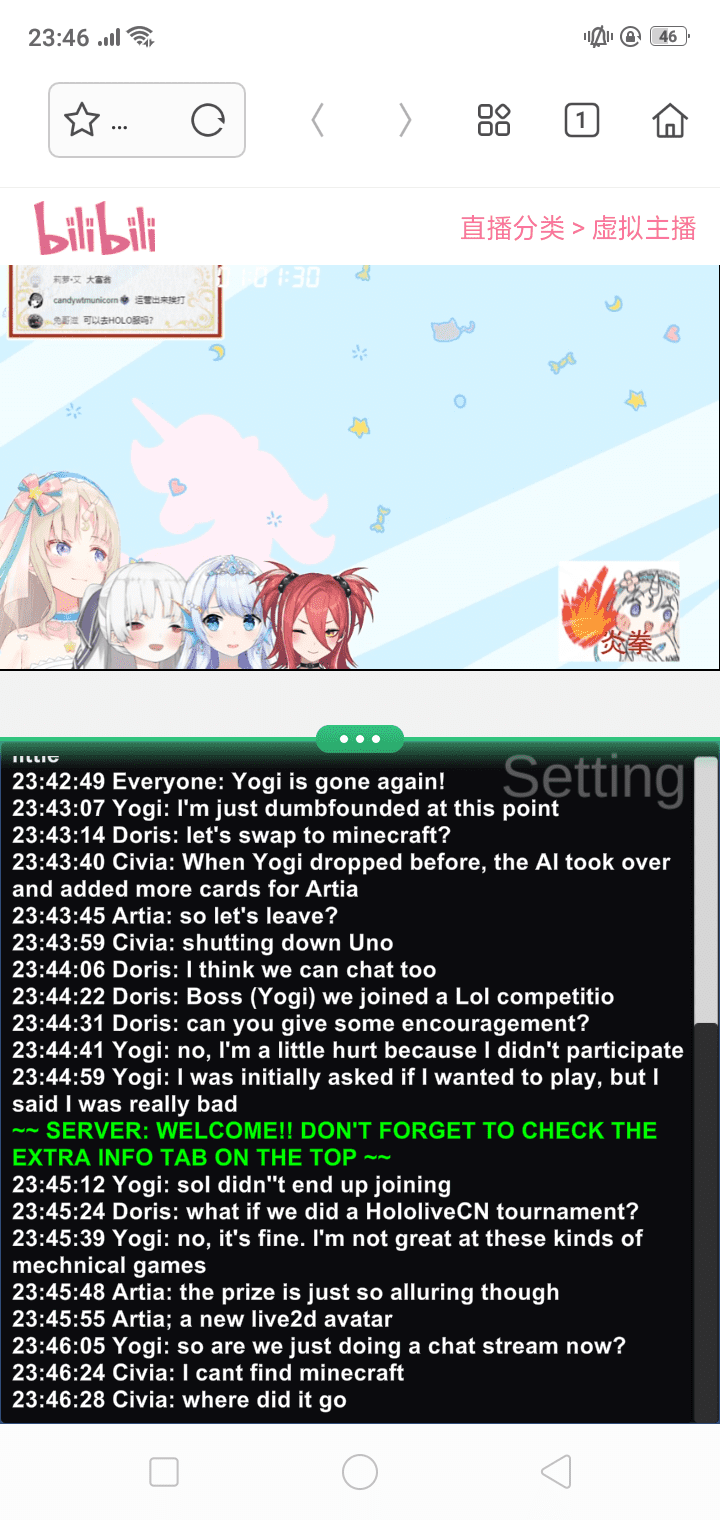 23:46
46
...
1
bilibili
直播分类 > 虚拟主播
01:01:30
莉萝·艾 大富翁
candywtmunicorn 运营出来挨打
可以去HOLO服吗?
炎拳
little
Setting
23:42:49 Everyone: Yogi is gone again!
23:43:07 Yogi: I'm just dumbfounded at this point
23:43:14 Doris: let's swap to minecraft?
23:43:40 Civia: When Yogi dropped before, the AI took over
and added more cards for Artia
23:43:45 Artia: so let's leave?
23:43:59 Civia: shutting down Uno
23:44:06 Doris: I think we can chat too
23:44:22 Doris: Boss (Yogi) we joined a Lol competitio
23:44:31 Doris: can you give some encouragement?
23:44:41 Yogi: no, I'm a little hurt because I didn't participate
23:44:59 Yogi: I was initially asked if I wanted to play, but I
said I was really bad
~~ SERVER: WELCOME!! DON'T FORGET TO CHECK THE
EXTRA INFO TAB ON THE TOP ~~
23:45:12 Yogi: soI didn''t end up joining
23:45:24 Doris: what if we did a HololiveCN tournament?
23:45:39 Yogi: no, it's fine. I'm not great at these kinds of
mechnical games
23:45:48 Artia: the prize is just so alluring though
23:45:55 Artia; a new live2d avatar
23:46:05 Yogi: so are we just doing a chat stream now?
23:46:24 Civia: I cant find minecraft
23:46:28 Civia: where did it go